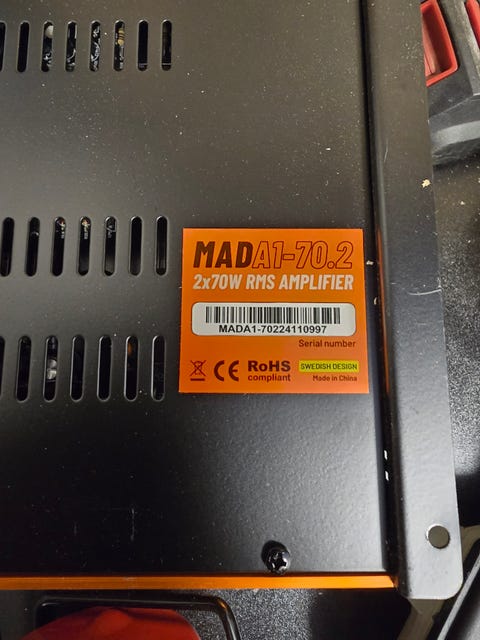 MADA1-70.2
2x70W RMS AMPLIFIER
MADA1-70224110997
Serial number
CE RoHS compliant
SWEDISH DESIGN
Made in China